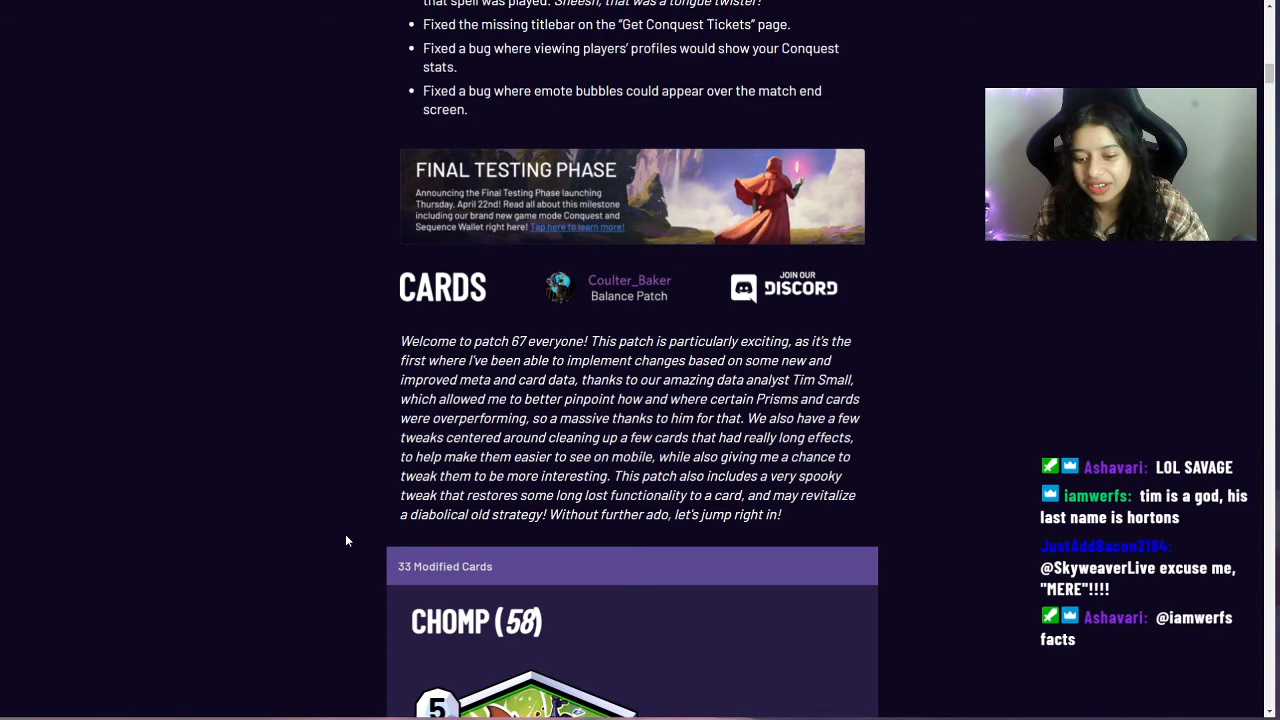 that spell was played. Sheesh, that was a tongue twister!
Fixed the missing titlebar on the “Get Conquest Tickets” page.
Fixed a bug where viewing players’ profiles would show your Conquest
stats.
Fixed a bug where emote bubbles could appear over the match end
screen.
FINAL TESTING PHASE
Announcing the Final Testing Phase launching
Thursday, April 22nd! Read all about this milestone
including our brand new game mode Conquest and
Sequence Wallet right here! Tap here to learn more!
CARDS
Coulter_Baker
Balance Patch
JOIN OUR
DISCORD
Welcome to patch 67 everyone! This patch is particularly exciting, as it's the
first where I've been able to implement changes based on some new and
improved meta and card data, thanks to our amazing data analyst Tim Small,
which allowed me to better pinpoint how and where certain Prisms and cards
were overperforming, so a massive thanks to him for that. We also have a few
tweaks centered around cleaning up a few cards that had really long effects,
to help make them easier to see on mobile, while also giving me a chance to
tweak them to be more interesting. This patch also includes a very spooky
tweak that restores some long lost functionality to a card, and may revitalize
a diabolical old strategy! Without further ado, let's jump right in!
33 Modified Cards
CHOMP (58)
5
Ashavari: LOL SAVAGE
iamwerfs: tim is a god, his
last name is hortons
JustAddBacon2184:
@SkyweaverLive excuse me,
"MERE"!!!!
Ashavari: @iamwerfs
facts